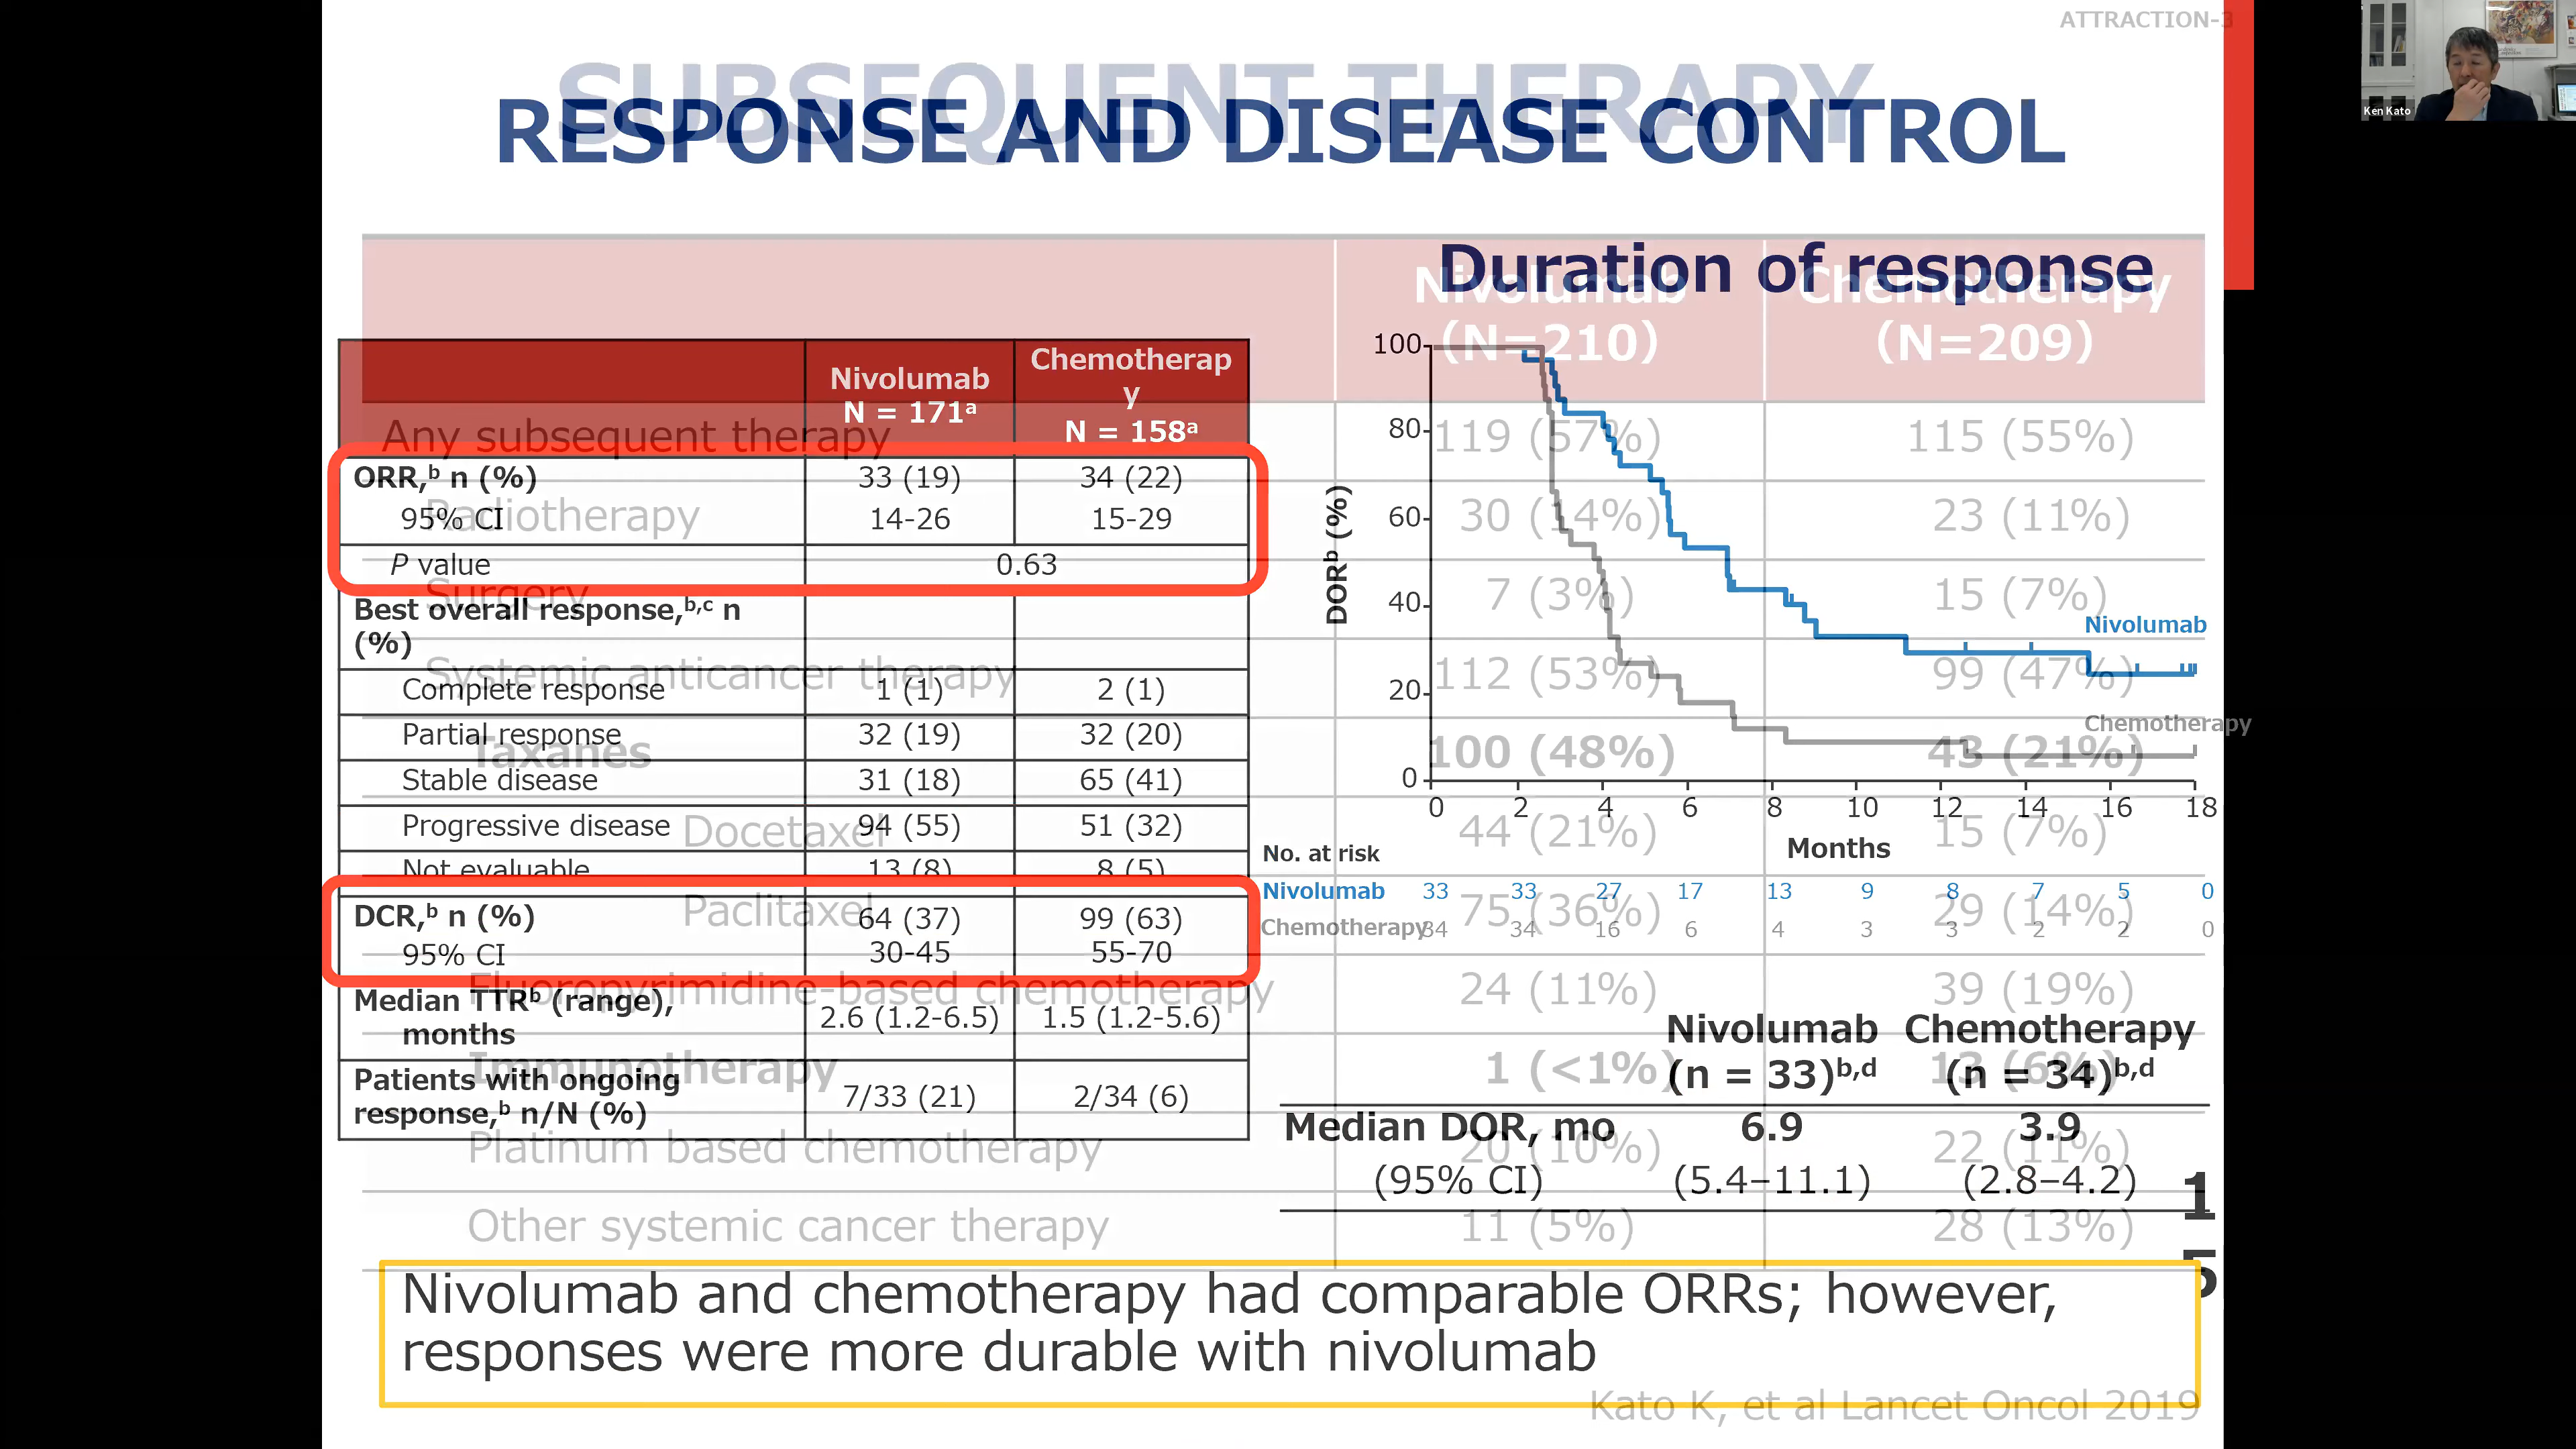 ATTRACTION-3
Ken Kato
SUBSEQUENT THERAPY
RESPONSE AND DISEASE CONTROL
Nivolumab N = 171ᵃ Chemotherap
y
N = 158ᵃ
ORR,ᵇ n (%) 33 (19) 34 (22)
95% CI 14-26 15-29
P value 0.63
Best overall response,ᵇ,ᶜ n
(%)
Complete response 1 (1) 2 (1)
Partial response 32 (19) 32 (20)
Stable disease 31 (18) 65 (41)
Progressive disease 94 (55) 51 (32)
Not evaluable 13 (8) 8 (5)
DCR,ᵇ n (%) 64 (37) 99 (63)
95% CI 30-45 55-70
Median TTRᵇ (range),
months 2.6 (1.2-6.5) 1.5 (1.2-5.6)
Patients with ongoing
response,ᵇ n/N (%) 7/33 (21) 2/34 (6)
Duration of response
DORᵇ (%)
100
80
60
40
20
0
0 2 4 6 8 10 12 14 16 18
Months
Nivolumab
Chemotherapy
No. at risk
Nivolumab 33 33 27 17 13 9 8 7 5 0
Chemotherapy 34 34 16 6 4 3 3 2 2 0
Nivolumab Chemotherapy
(n = 33)ᵇ,ᵈ (n = 34)ᵇ,ᵈ
Median DOR, mo 6.9 3.9
(95% CI) (5.4–11.1) (2.8–4.2)
1
5
Nivolumab and chemotherapy had comparable ORRs; however,
responses were more durable with nivolumab
Nivolumab Chemotherapy
(N=210) (N=209)
Any subsequent therapy 119 (57%) 115 (55%)
Radiotherapy 30 (14%) 23 (11%)
Surgery 7 (3%) 15 (7%)
Systemic anticancer therapy 112 (53%) 99 (47%)
Taxanes 100 (48%) 43 (21%)
Docetaxel 44 (21%) 15 (7%)
Paclitaxel 75 (36%) 29 (14%)
Fluoropyrimidine-based chemotherapy 24 (11%) 39 (19%)
Immunotherapy 1 (<1%) 13 (6%)
Platinum based chemotherapy 20 (10%) 22 (11%)
Other systemic cancer therapy 11 (5%) 28 (13%)
Kato K, et al Lancet Oncol 2019